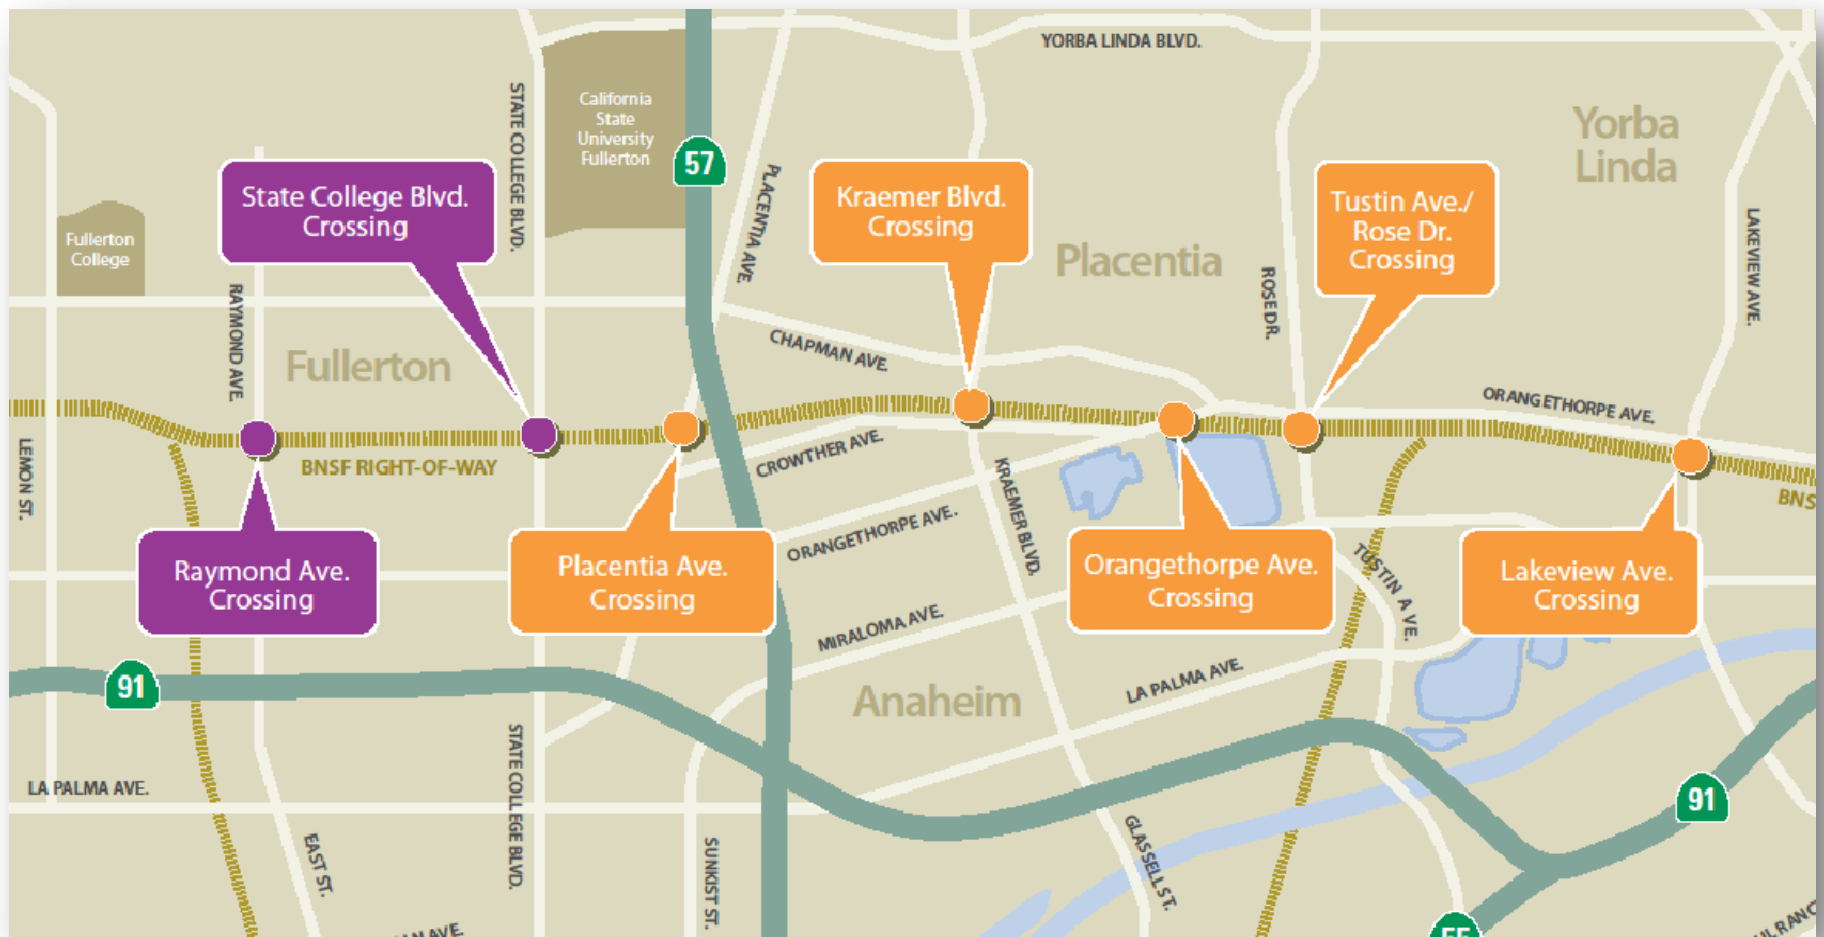 YORBA LINDA BLVD.
STATE COLLEGE BLVD.
California
State
University
Fullerton
57
PLACENTIA AVE.
Yorba
Linda
State College Blvd.
Crossing
Kraemer Blvd.
Crossing
Tustin Ave./
Rose Dr.
Crossing
Fullerton
College
Placentia
LAKEVIEW AVE.
RAYMOND AVE.
ROSE DR.
Fullerton
CHAPMAN AVE.
ORANGETHORPE AVE.
LEMON ST.
BNSF RIGHT-OF-WAY
CROWTHER AVE.
KRAEMER BLVD.
BNS
ORANGETHORPE AVE.
Raymond Ave.
Crossing
Placentia Ave.
Crossing
Orangethorpe Ave.
Crossing
TUSTIN AVE.
Lakeview Ave.
Crossing
MIRALOMA AVE.
91
Anaheim
LA PALMA AVE.
STATE COLLEGE BLVD.
LA PALMA AVE.
91
EAST ST.
SUNKIST ST.
GLASSELL ST.
AVE.
55